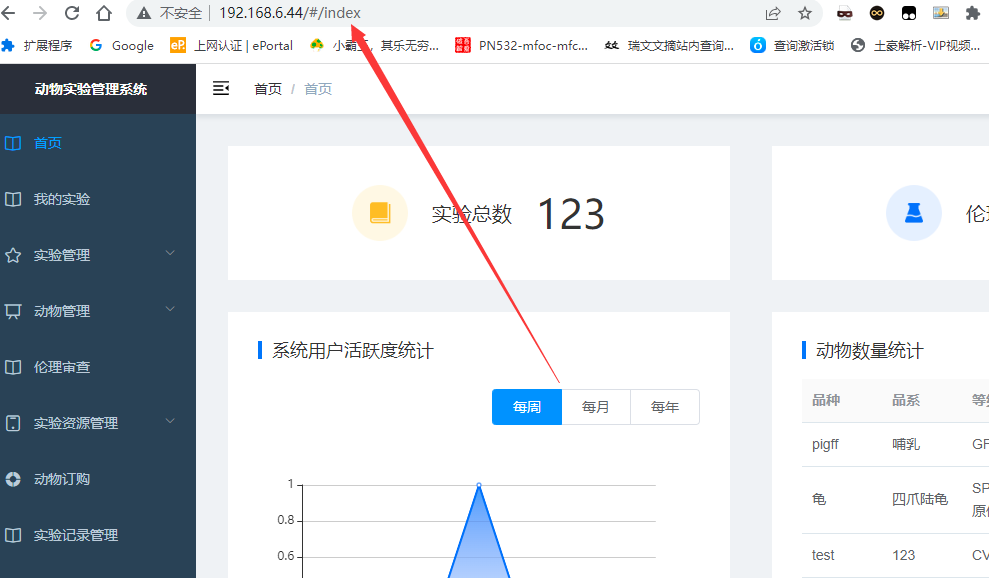 不安全 192.168.6.44/#/index
扩展程序 Google 上网认证 | ePortal 小霸王，其乐无穷... PN532-mfoc-mfc... 瑞文文摘站内查询... 查询激活锁 土豪解析-VIP视频...
动物实验管理系统
首页 / 首页
首页
我的实验
实验管理
动物管理
伦理审查
实验资源管理
动物订购
实验记录管理
实验总数 123
系统用户活跃度统计
每周 每月 每年
1
0.8
0.6
动物数量统计
品种 品系
pigff 哺乳 GF
龟 四爪陆龟 SP
test 123 CV